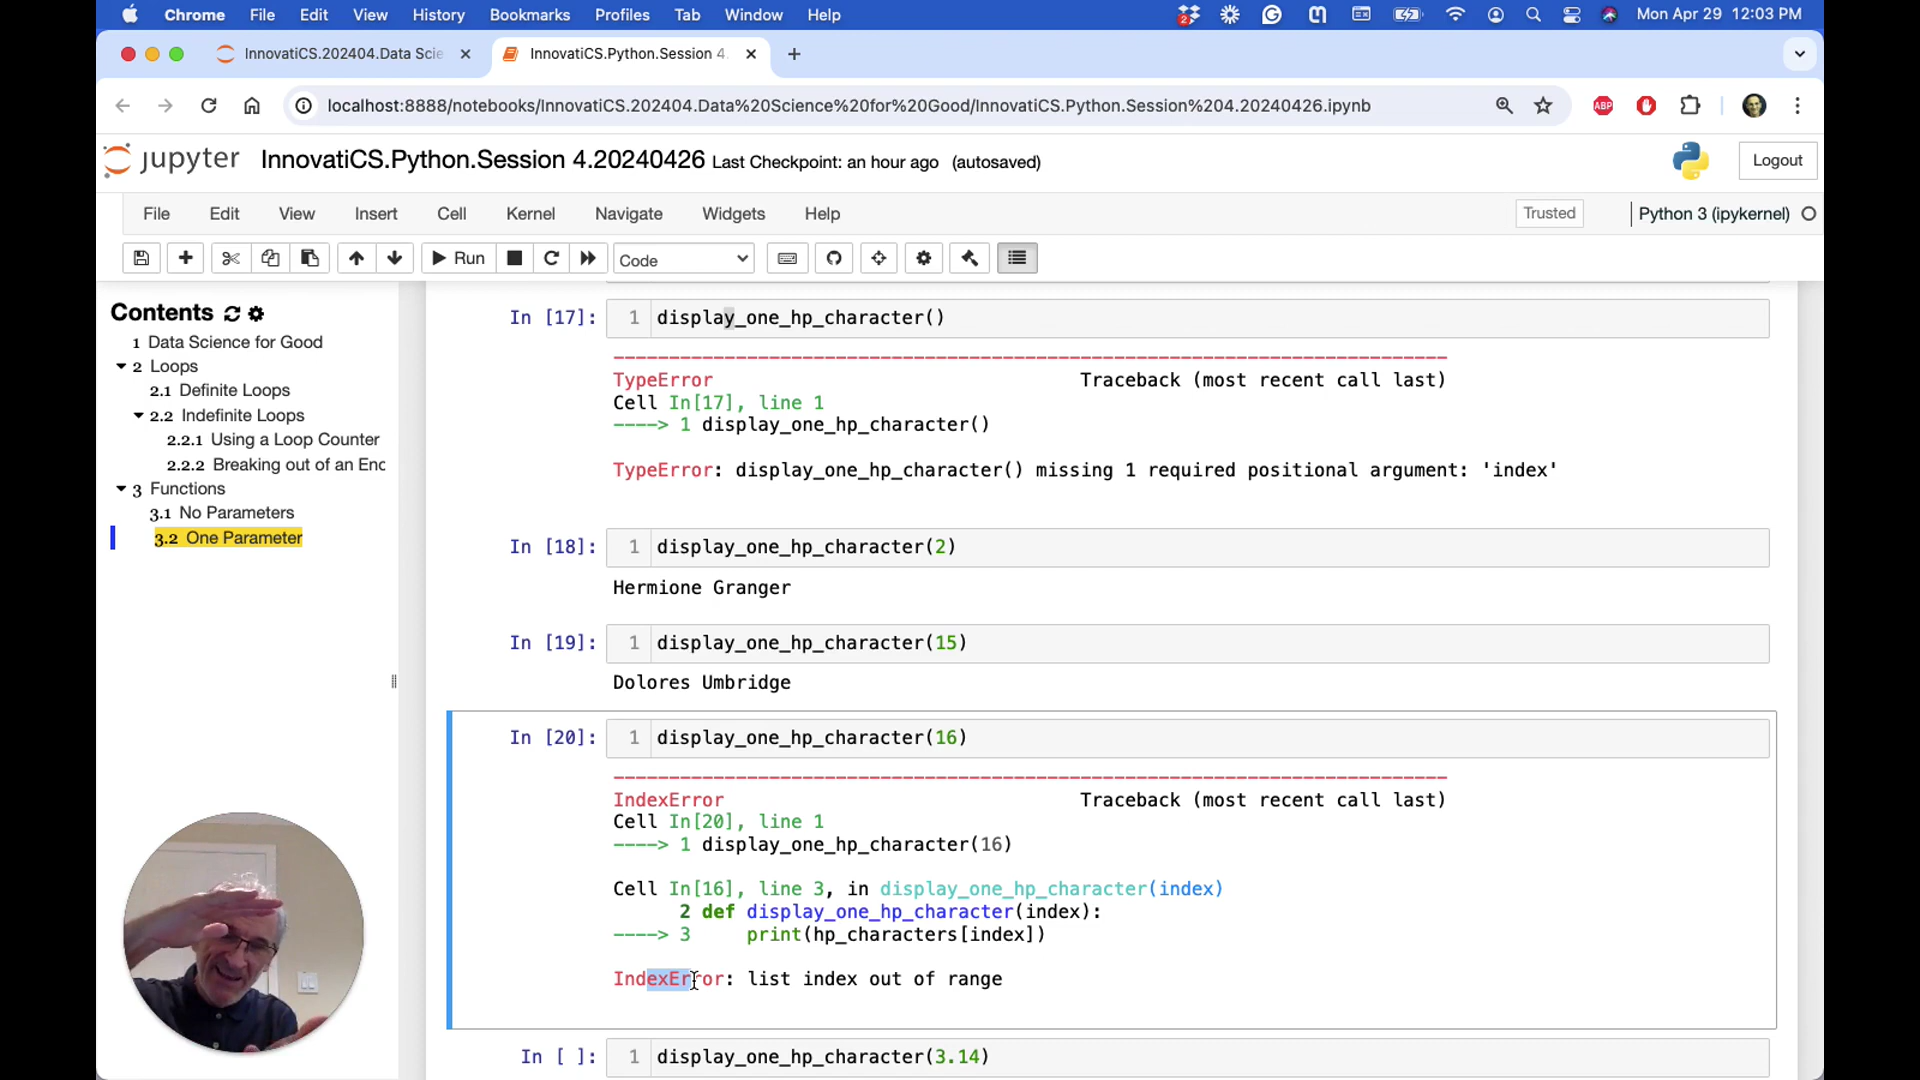 Chrome File Edit View History Bookmarks Profiles Tab Window Help 2 Mon Apr 29 12:03 PM
InnovatiCS.202404.Data Scie InnovatiCS.Python.Session 4.
localhost:8888/notebooks/InnovatiCS.202404.Data%20Science%20for%20Good/InnovatiCS.Python.Session%204.20240426.ipynb ABP
jupyter InnovatiCS.Python.Session 4.20240426 Last Checkpoint: an hour ago (autosaved) Logout
File Edit View Insert Cell Kernel Navigate Widgets Help Trusted Python 3 (ipykernel)
Run Code
Contents
1 Data Science for Good
2 Loops
2.1 Definite Loops
2.2 Indefinite Loops
2.2.1 Using a Loop Counter
2.2.2 Breaking out of an Enc
3 Functions
3.1 No Parameters
3.2 One Parameter
In [17]: 1 display_one_hp_character()
---------------------------------------------------------------------------
TypeError Traceback (most recent call last)
Cell In[17], line 1
----> 1 display_one_hp_character()
TypeError: display_one_hp_character() missing 1 required positional argument: 'index'
In [18]: 1 display_one_hp_character(2)
Hermione Granger
In [19]: 1 display_one_hp_character(15)
Dolores Umbridge
In [20]: 1 display_one_hp_character(16)
---------------------------------------------------------------------------
IndexError Traceback (most recent call last)
Cell In[20], line 1
----> 1 display_one_hp_character(16)
Cell In[16], line 3, in display_one_hp_character(index)
2 def display_one_hp_character(index):
----> 3 print(hp_characters[index])
IndexError: list index out of range
In [ ]: 1 display_one_hp_character(3.14)